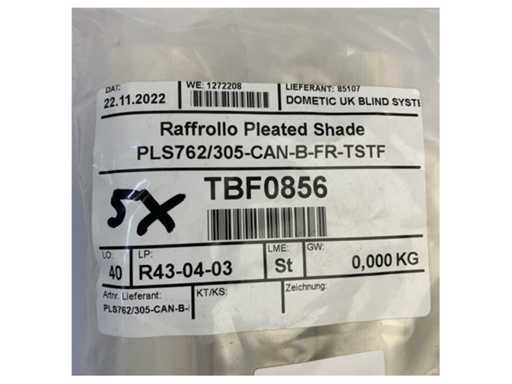 DAT:
22.11.2022
WE: 1272208
LIEFERANT: 85107
DOMETIC UK BLIND SYSTE
Raffrollo Pleated Shade
PLS762/305-CAN-B-FR-TSTF
5X
TBF0856
LO:
40
LP:
R43-04-03
LME:
St
GW:
0,000 KG
Artnr. Lieferant:
PLS762/305-CAN-B-
KT/KS:
Zeichnung: